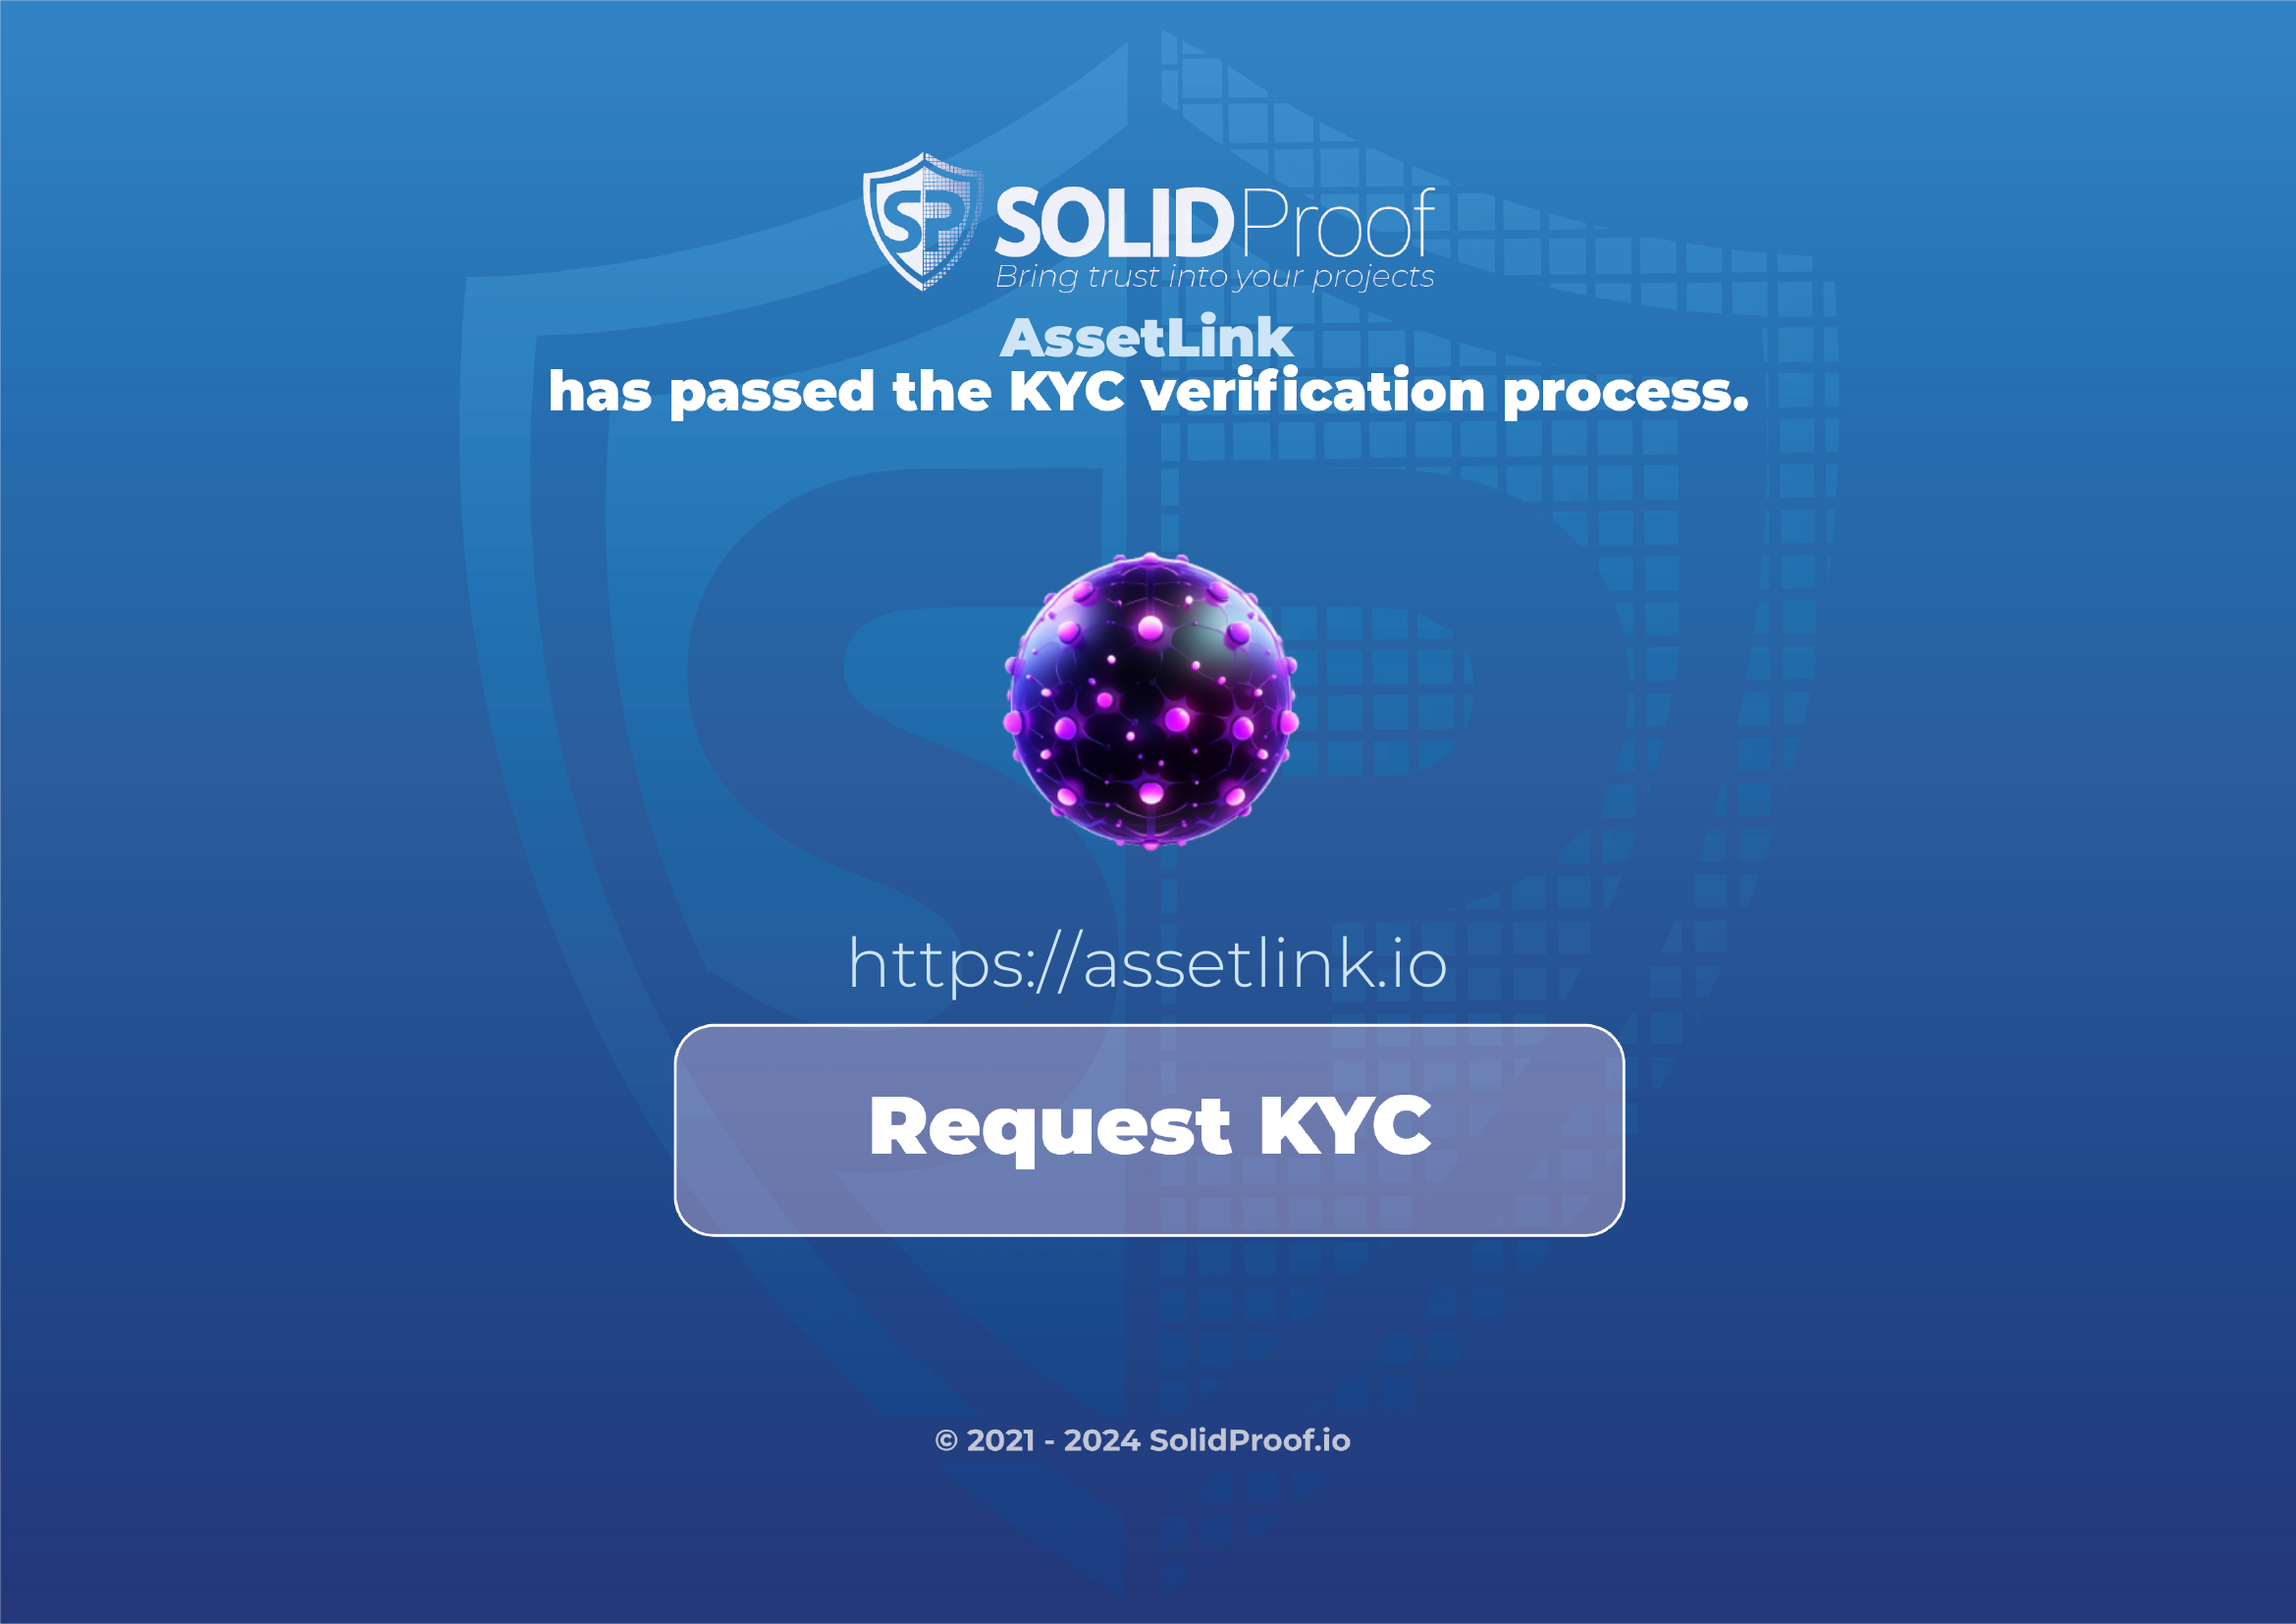 SP SOLIDProof
Bring trust into your projects
AssetLink
has passed the KYC verification process.
https://assetlink.io
Request KYC
© 2021 - 2024 SolidProof.io